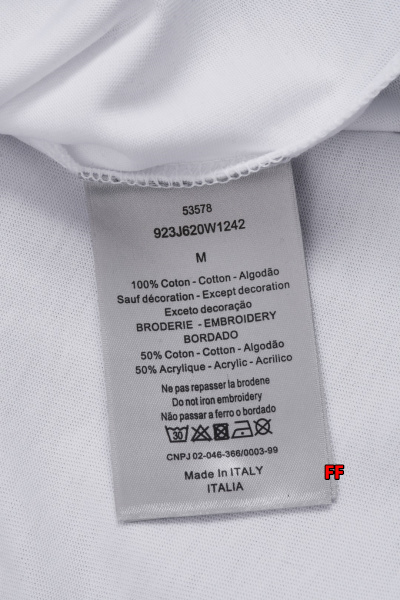 53578
923J620W1242
M
100% Coton - Cotton - Algodão
Sauf décoration - Except decoration
Exceto decoração
BRODERIE - EMBROIDERY
BORDADO
50% Coton - Cotton - Algodão
50% Acrylique - Acrylic - Acrilico
Ne pas repasser la brodene
Do not iron embroidery
Não passar a ferro o bordado
30
CNPJ 02-046-366/0003-99
Made in ITALY
ITALIA
FF